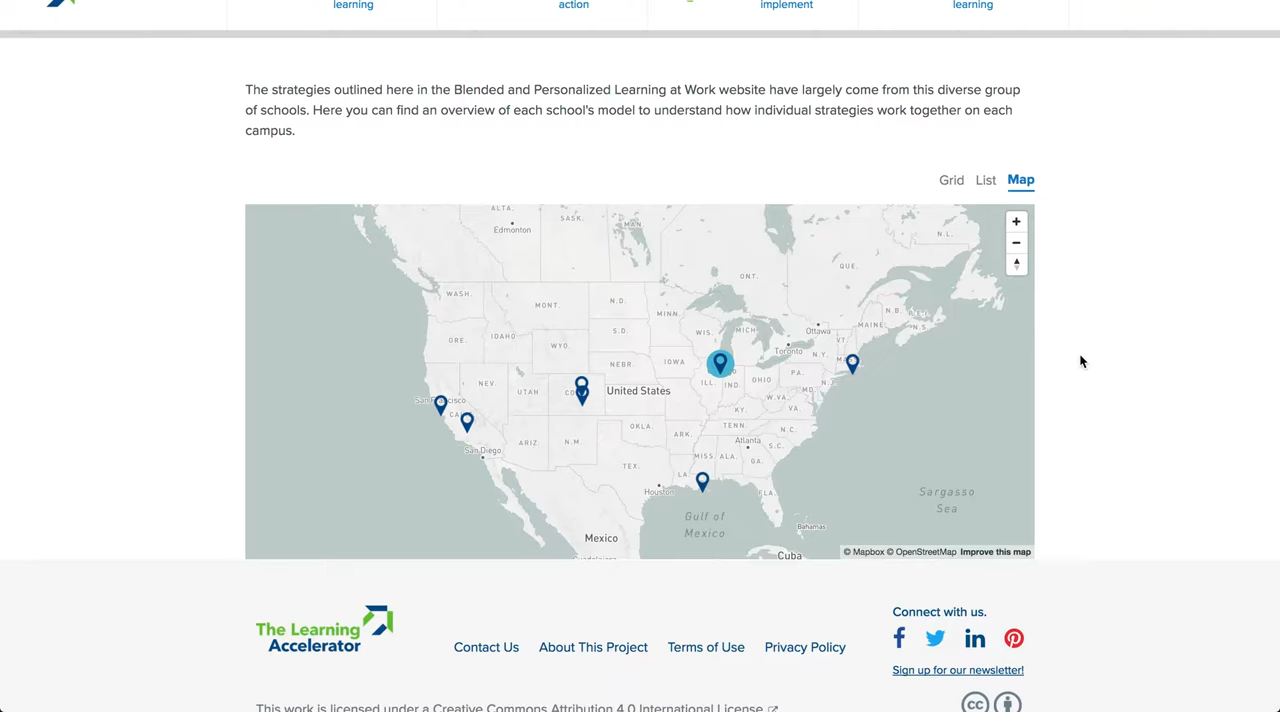 learning
action
implement
learning
The strategies outlined here in the Blended and Personalized Learning at Work website have largely come from this diverse group
of schools. Here you can find an overview of each school's model to understand how individual strategies work together on each
campus.
Grid List Map
ALTA.
SASK.
MAN
Edmonton
N.L.
ONT.
QUE.
WASH.
MONT.
N.D.
MINN.
N.B.
P.E.I.
N.S.
MAINE
Ottawa
ORE.
IDAHO
S.D.
WIS.
MICH.
VT.
Toronto
N.Y.
WYO.
NEBR.
IOWA
ILL.
IND.
OHIO
PA.
N.J.
MD.
NEV.
UTAH
United States
W.VA.
VA.
KY.
San Francisco
CAL
ARIZ.
N.M.
OKLA.
ARK.
TENN.
N.C.
Atlanta
S.C.
San Diego
MISS.
ALA.
GA.
TEX.
LA.
Houston
FLA.
Sargasso
Sea
Gulf of
Mexico
Bahamas
Mexico
Cuba
Guadalajara
© Mapbox © OpenStreetMap Improve this map
The Learning
Accelerator
Contact Us About This Project Terms of Use Privacy Policy
Connect with us.
Sign up for our newsletter!
This work is licensed under a Creative Commons Attribution 4.0 International License
cc